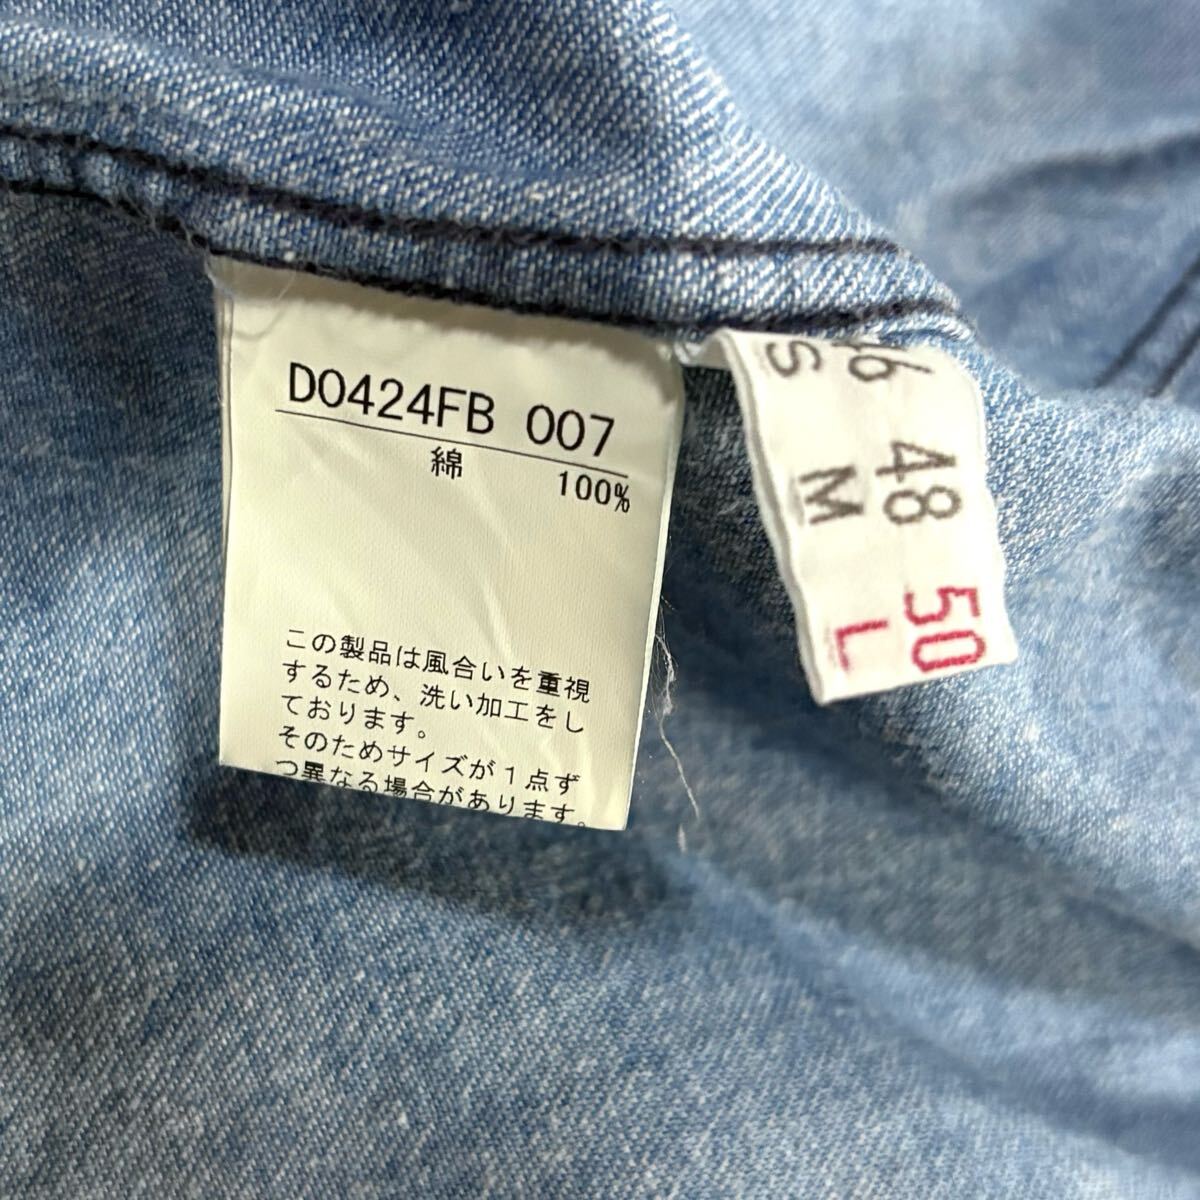 D0424FB 007
綿 100%
この製品は風合いを重視
するため、洗い加工をし
ております。
そのためサイズが1点ず
つ異なる場合があります。
46 48 50
S M L